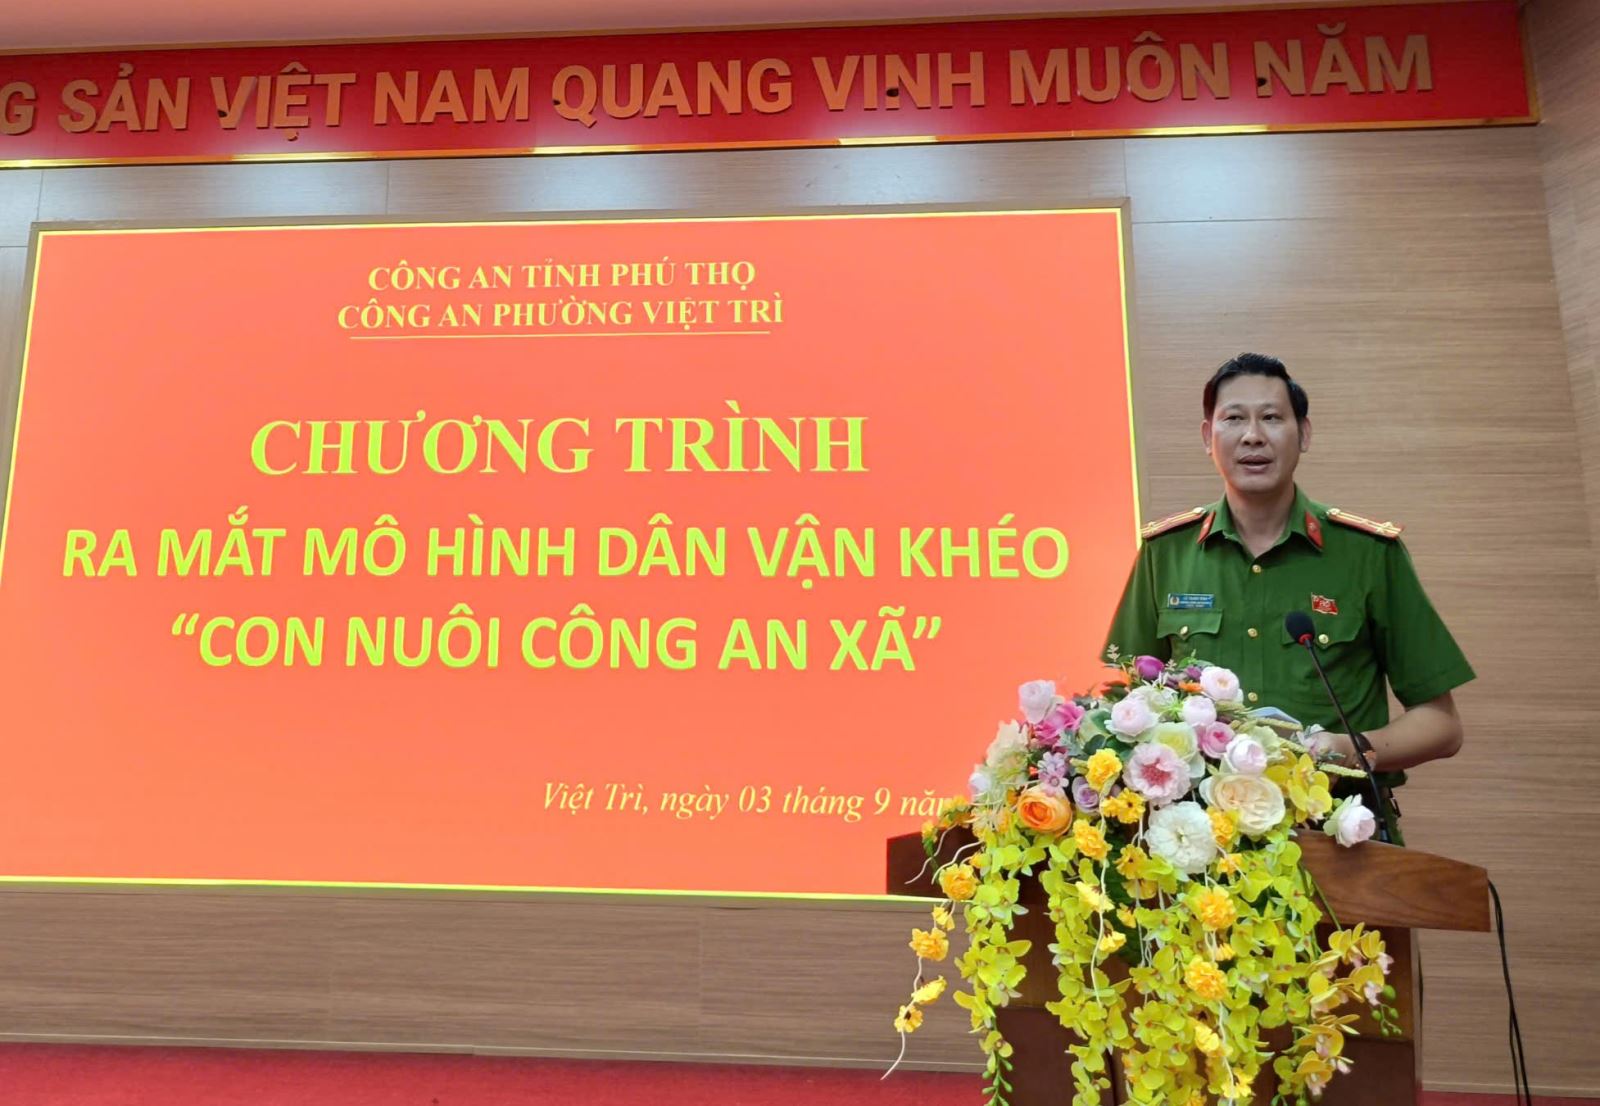 G SẢN VIỆT NAM QUANG VINH MUÔN NĂM
CÔNG AN TỈNH PHÚ THỌ
CÔNG AN PHƯỜNG VIỆT TRÌ
CHƯƠNG TRÌNH
RA MẮT MÔ HÌNH DÂN VẬN KHÉO
“CON NUÔI CÔNG AN XÃ”
Việt Trì, ngày 03 tháng 9 năm